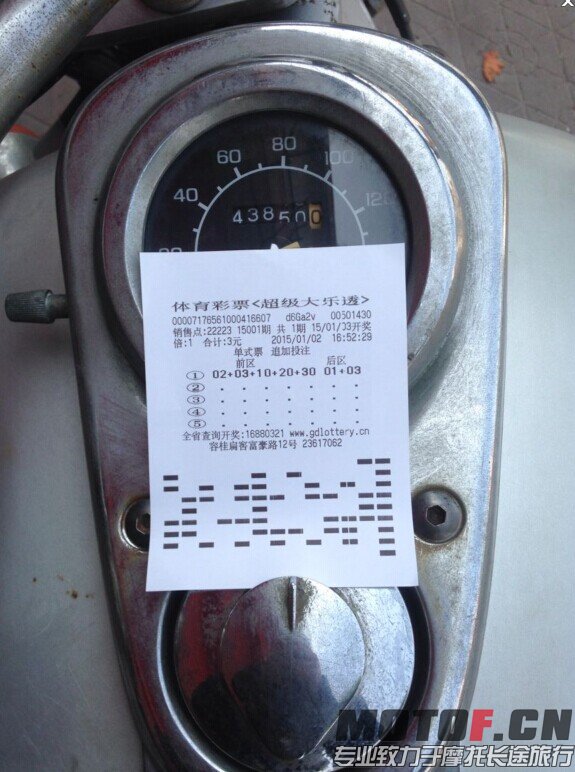 60 80 100
40 120
43850 0
体育彩票<超级大乐透>
00007176561000416607 d6Ga2v 00501430
销售点:22223 15001期 共 1期 15/01/03开奖
倍:1 合计:3元 2015/01/02 16:52:29
单式票 追加投注
前区 后区
① 02+03+10+20+30 01+03
② . . . . . . .
③ . . . . . . .
④ . . . . . . .
⑤ . . . . . . .
全省查询开奖:16880321 www.gdlottery.cn
容桂扁窖富豪路12号 23617062
MOTOF.CN
专业致力于摩托长途旅行